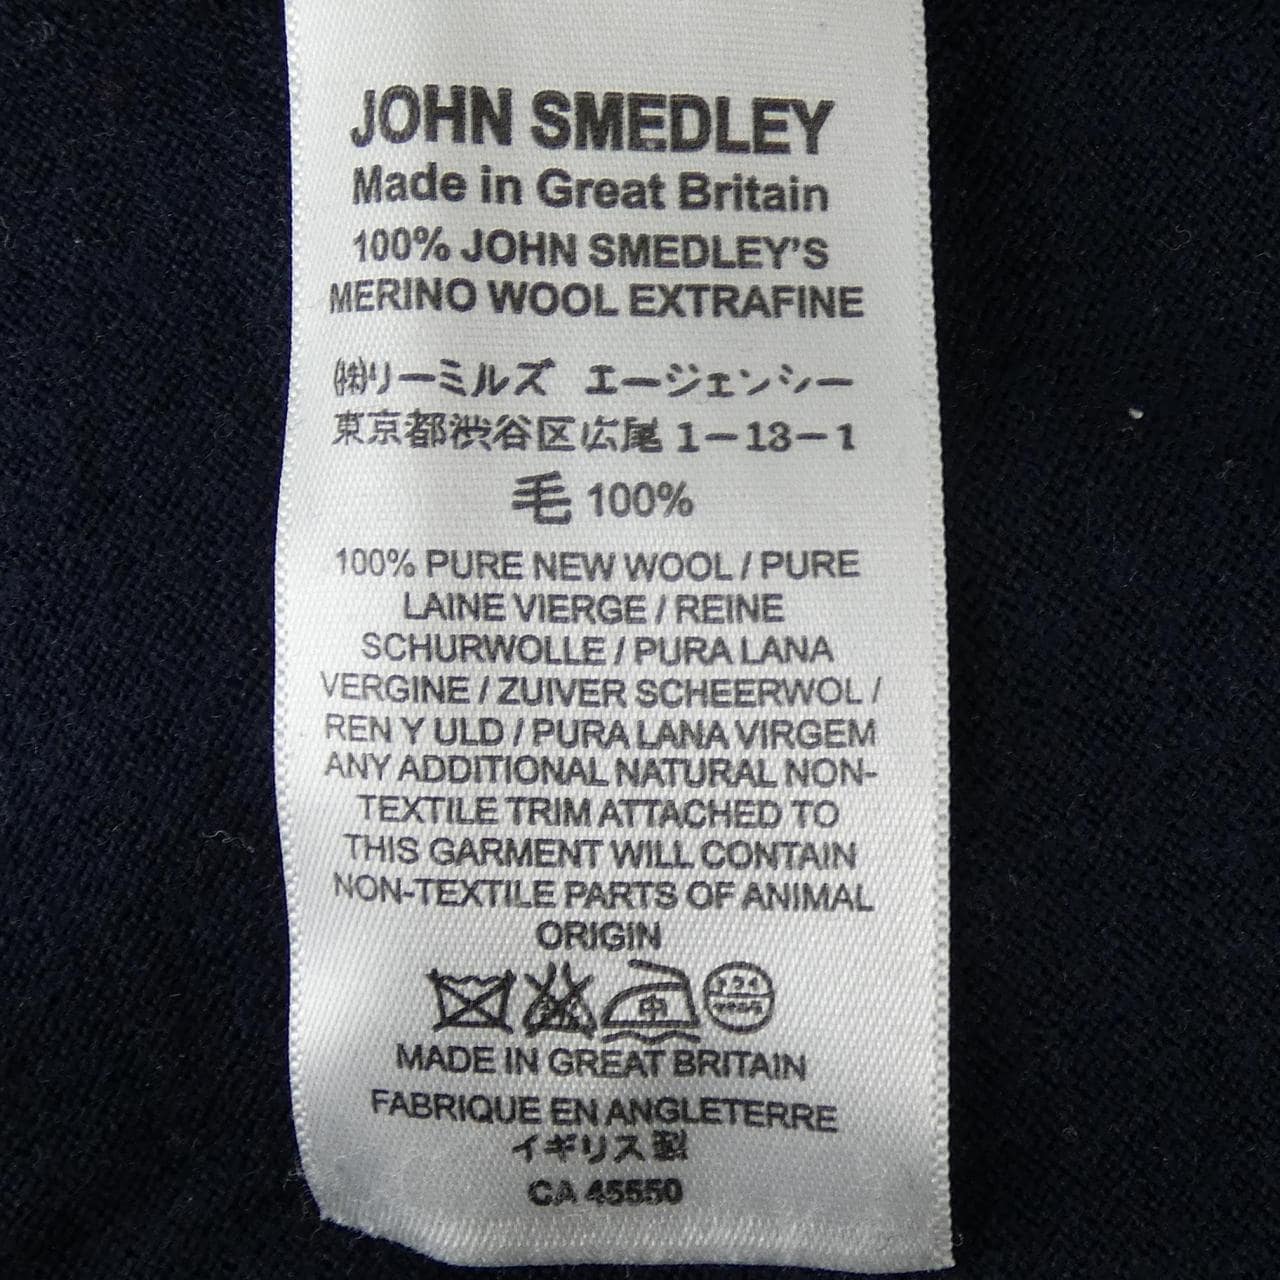 JOHN SMEDLEY
Made in Great Britain
100% JOHN SMEDLEY'S
MERINO WOOL EXTRAFINE
㈱リーミルズ エージェンシー
東京都渋谷区広尾 1－13－1
毛 100%
100% PURE NEW WOOL / PURE
LAINE VIERGE / REINE
SCHURWOLLE / PURA LANA
VERGINE / ZUIVER SCHEERWOL /
REN Y ULD / PURA LANA VIRGEM
ANY ADDITIONAL NATURAL NON-
TEXTILE TRIM ATTACHED TO
THIS GARMENT WILL CONTAIN
NON-TEXTILE PARTS OF ANIMAL
ORIGIN
中 ドライ
MADE IN GREAT BRITAIN
FABRIQUE EN ANGLETERRE
イギリス製
CA 45550